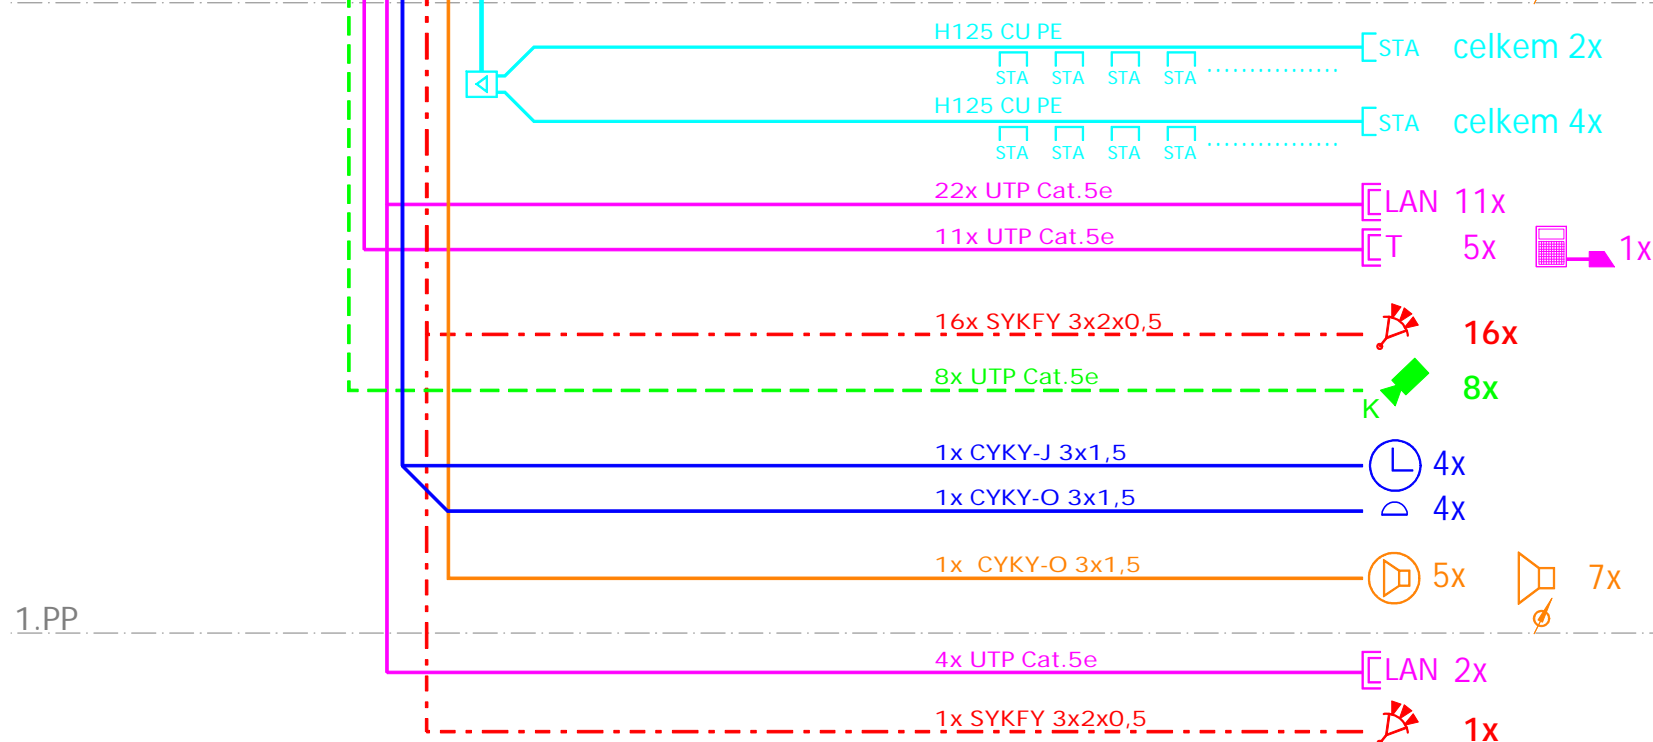 H125 CU PE
STA celkem 2x
STA STA STA STA
H125 CU PE
STA celkem 4x
STA STA STA STA
22x UTP Cat.5e
LAN 11x
11x UTP Cat.5e
T 5x 1x
16x SYKFY 3x2x0,5
16x
8x UTP Cat.5e
K 8x
1x CYKY-J 3x1,5
4x
1x CYKY-O 3x1,5
4x
1x CYKY-O 3x1,5
5x 7x
1.PP
4x UTP Cat.5e
LAN 2x
1x SYKFY 3x2x0,5
1x